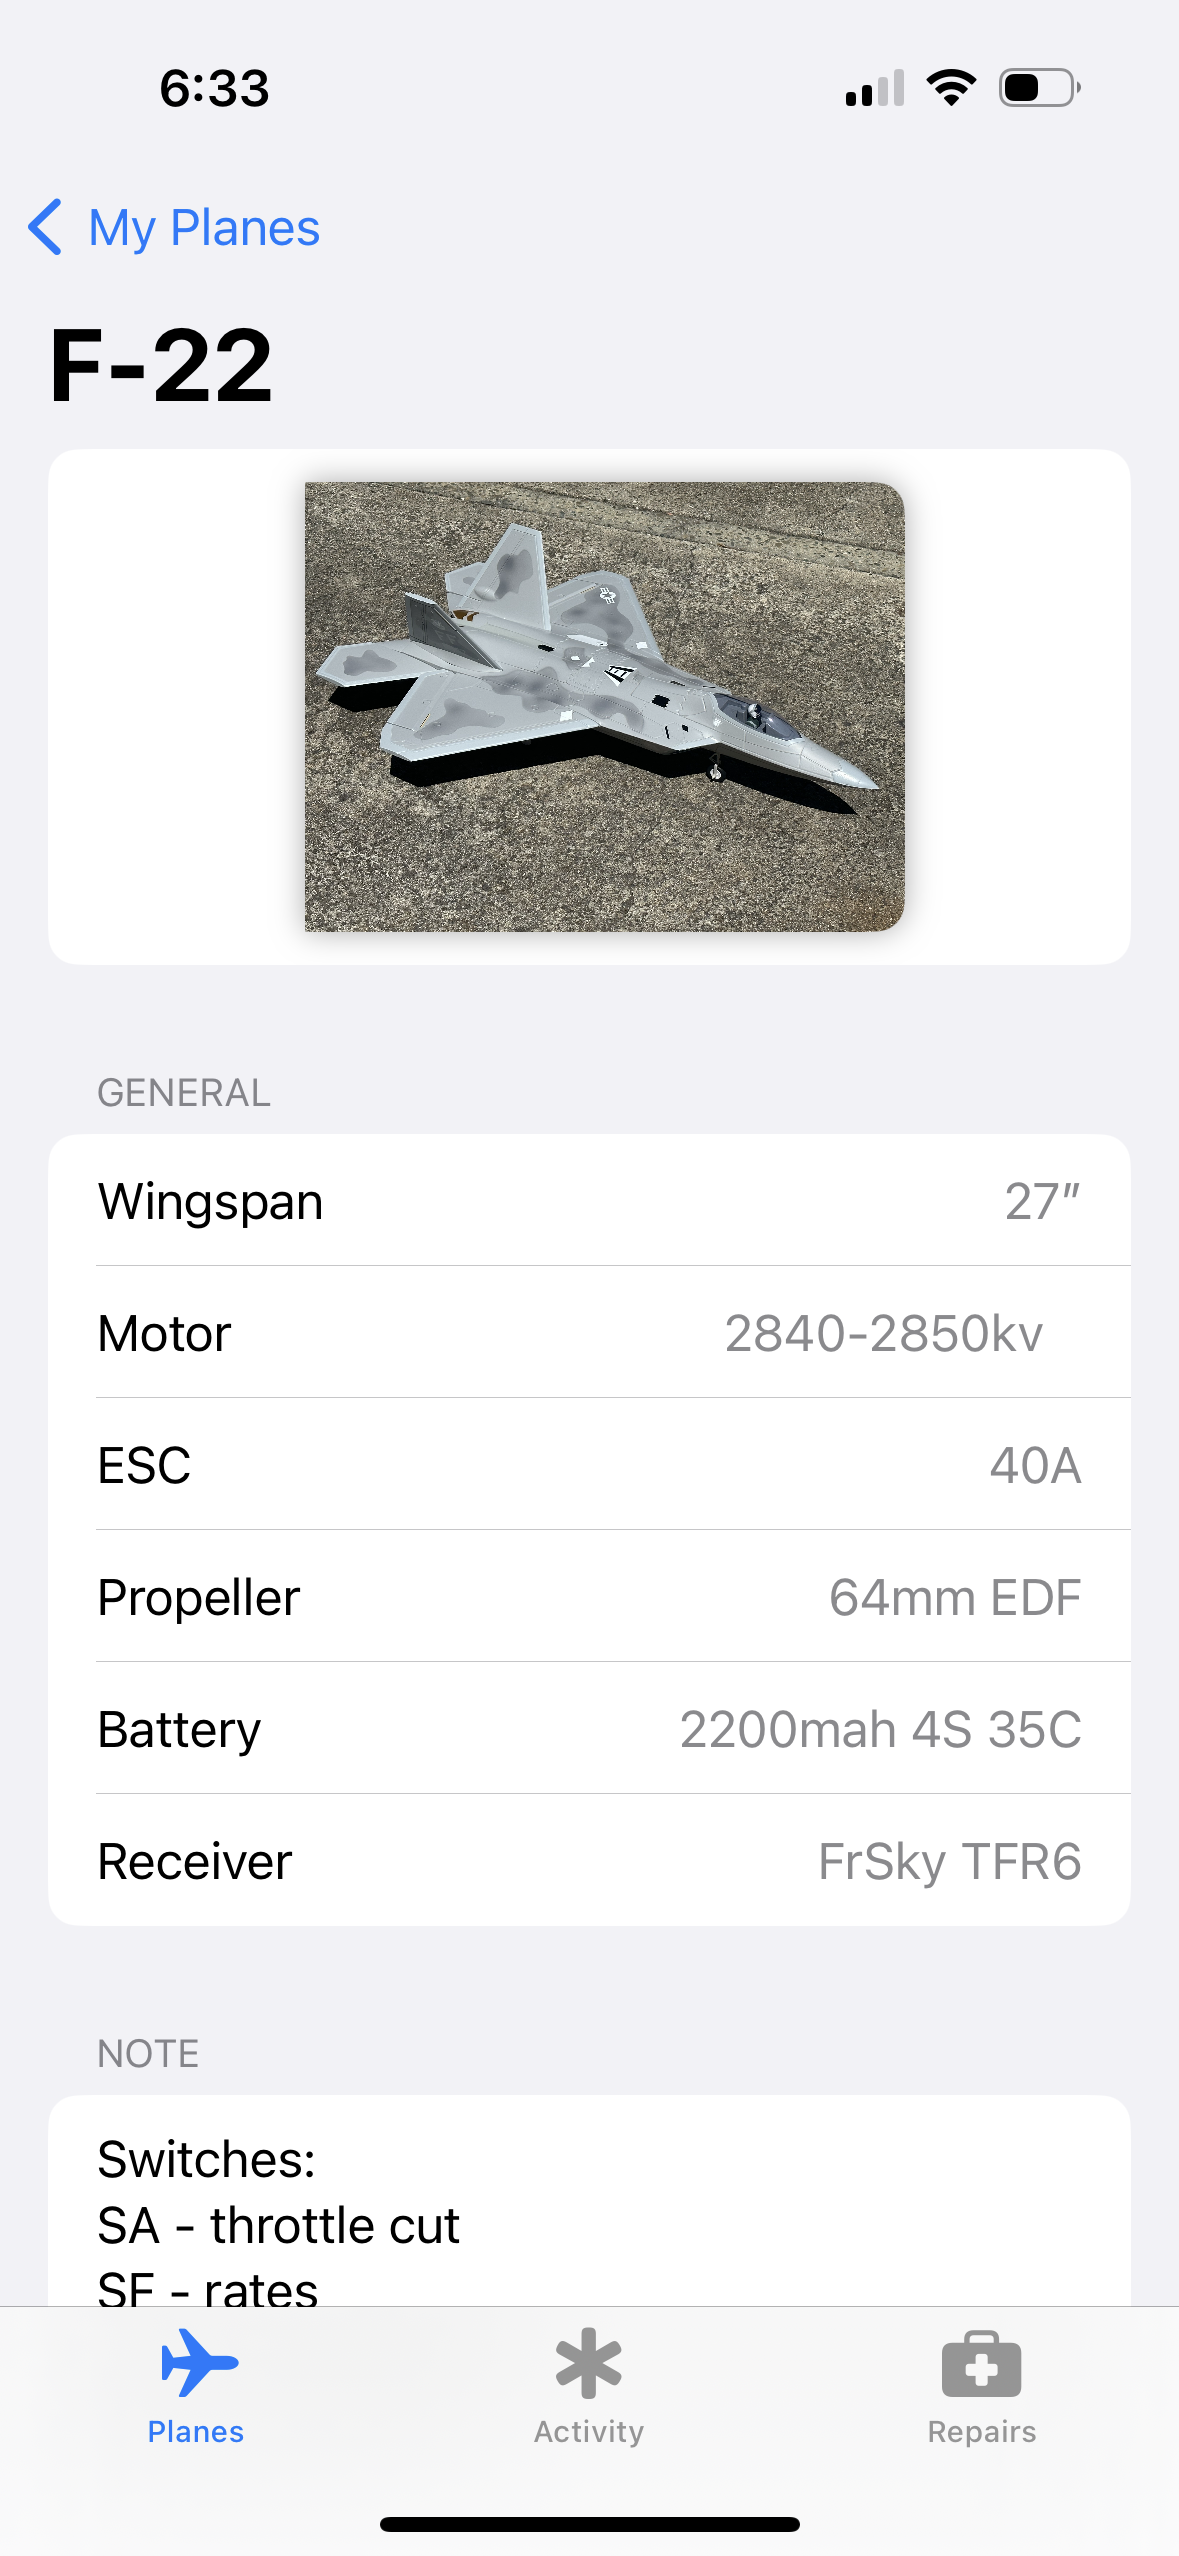 6:33
My Planes
F-22
GENERAL
Wingspan 27”
Motor 2840-2850kv
ESC 40A
Propeller 64mm EDF
Battery 2200mah 4S 35C
Receiver FrSky TFR6
NOTE
Switches:
SA - throttle cut
SF - rates
Planes Activity Repairs